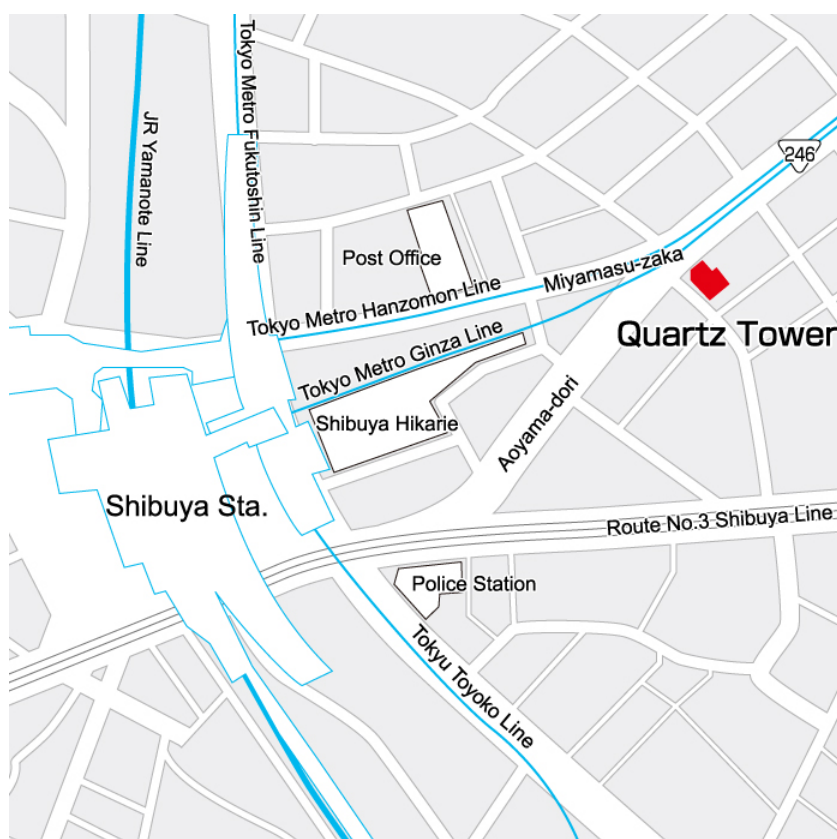 JR Yamanote Line
Tokyo Metro Fukutoshin Line
246
Post Office
Miyamasu-zaka
Tokyo Metro Hanzomon Line
Quartz Tower
Tokyo Metro Ginza Line
Shibuya Hikarie
Aoyama-dori
Shibuya Sta.
Route No.3 Shibuya Line
Police Station
Tokyu Toyoko Line